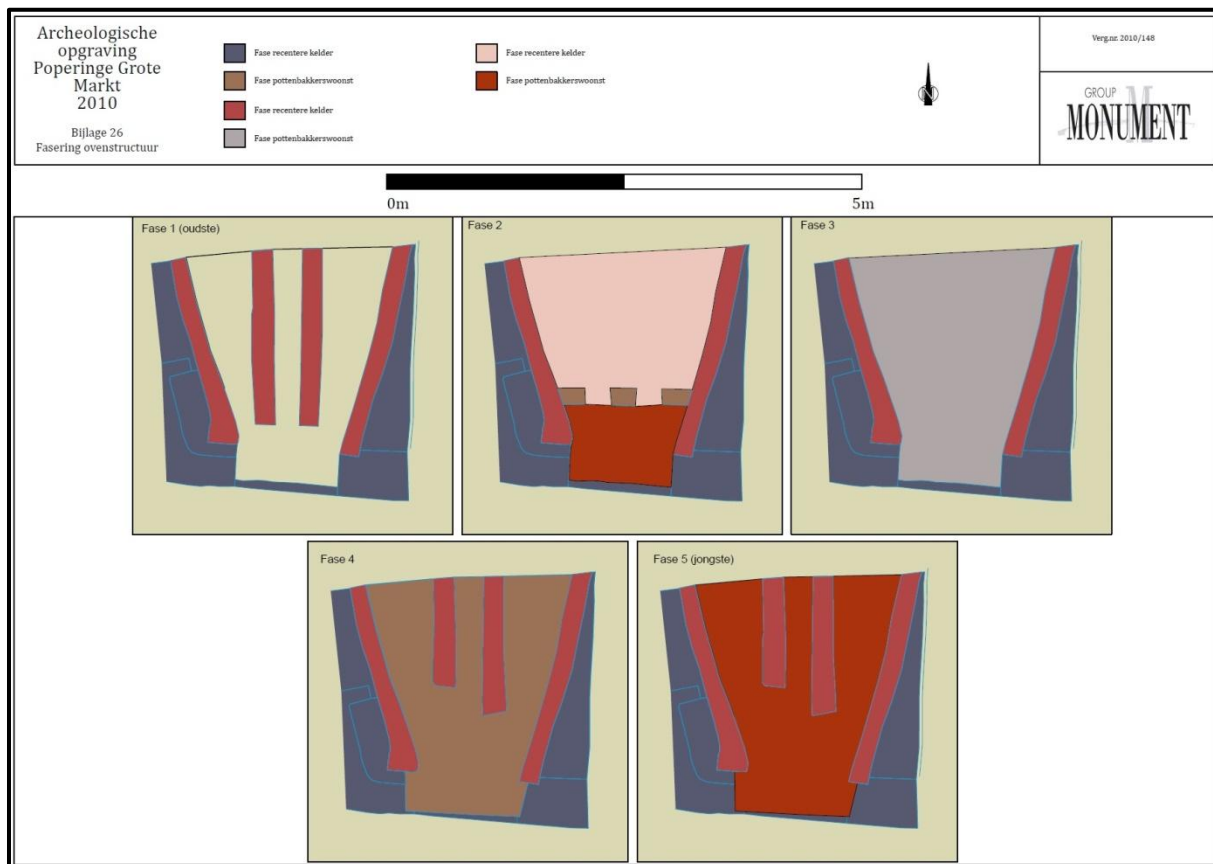 Archeologische
opgraving
Poperinge Grote
Markt
2010
Bijlage 26
Fasering ovenstructuur
Fase recentere kelder
Fase pottenbakkerswoonst
Fase recentere kelder
Fase pottenbakkerswoonst
Fase recentere kelder
Fase pottenbakkerswoonst
N
Verg.nr. 2010/148
GROUP
M
MONUMENT
0m
5m
Fase 1 (oudste)
Fase 2
Fase 3
Fase 4
Fase 5 (jongste)